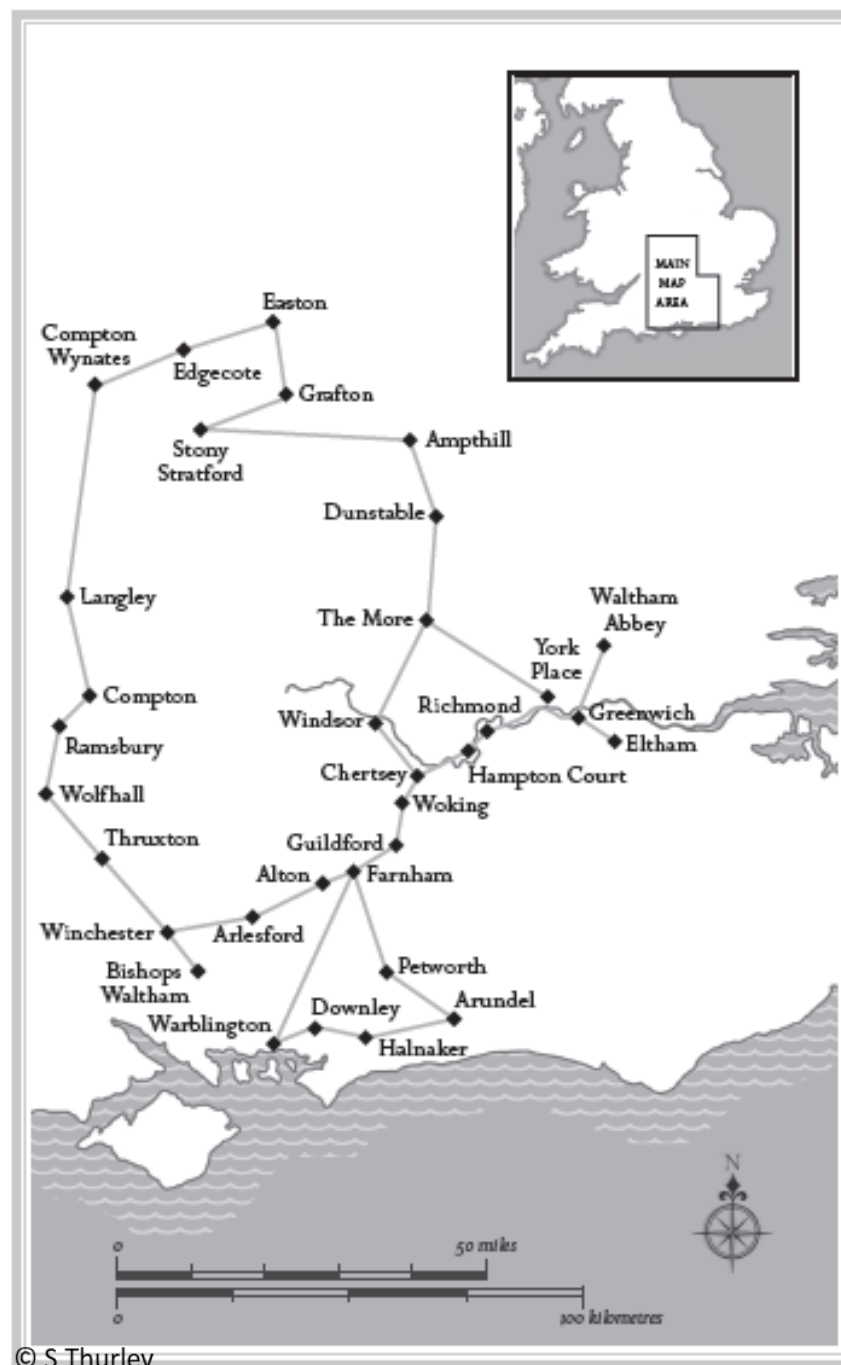 MAIN
MAP
AREA
Easton
Compton
Wynates
Edgecote
Grafton
Stony
Stratford
Ampthill
Dunstable
Langley
The More
Waltham
Abbey
York
Place
Compton
Richmond
Windsor
Greenwich
Ramsbury
Eltham
Chertsey
Hampton Court
Wolfhall
Woking
Thruxton
Guildford
Alton
Farnham
Winchester
Arlesford
Bishops
Waltham
Petworth
Downley
Arundel
Warblington
Halnaker
N
0
50 miles
0
100 kilometres
© S Thurley